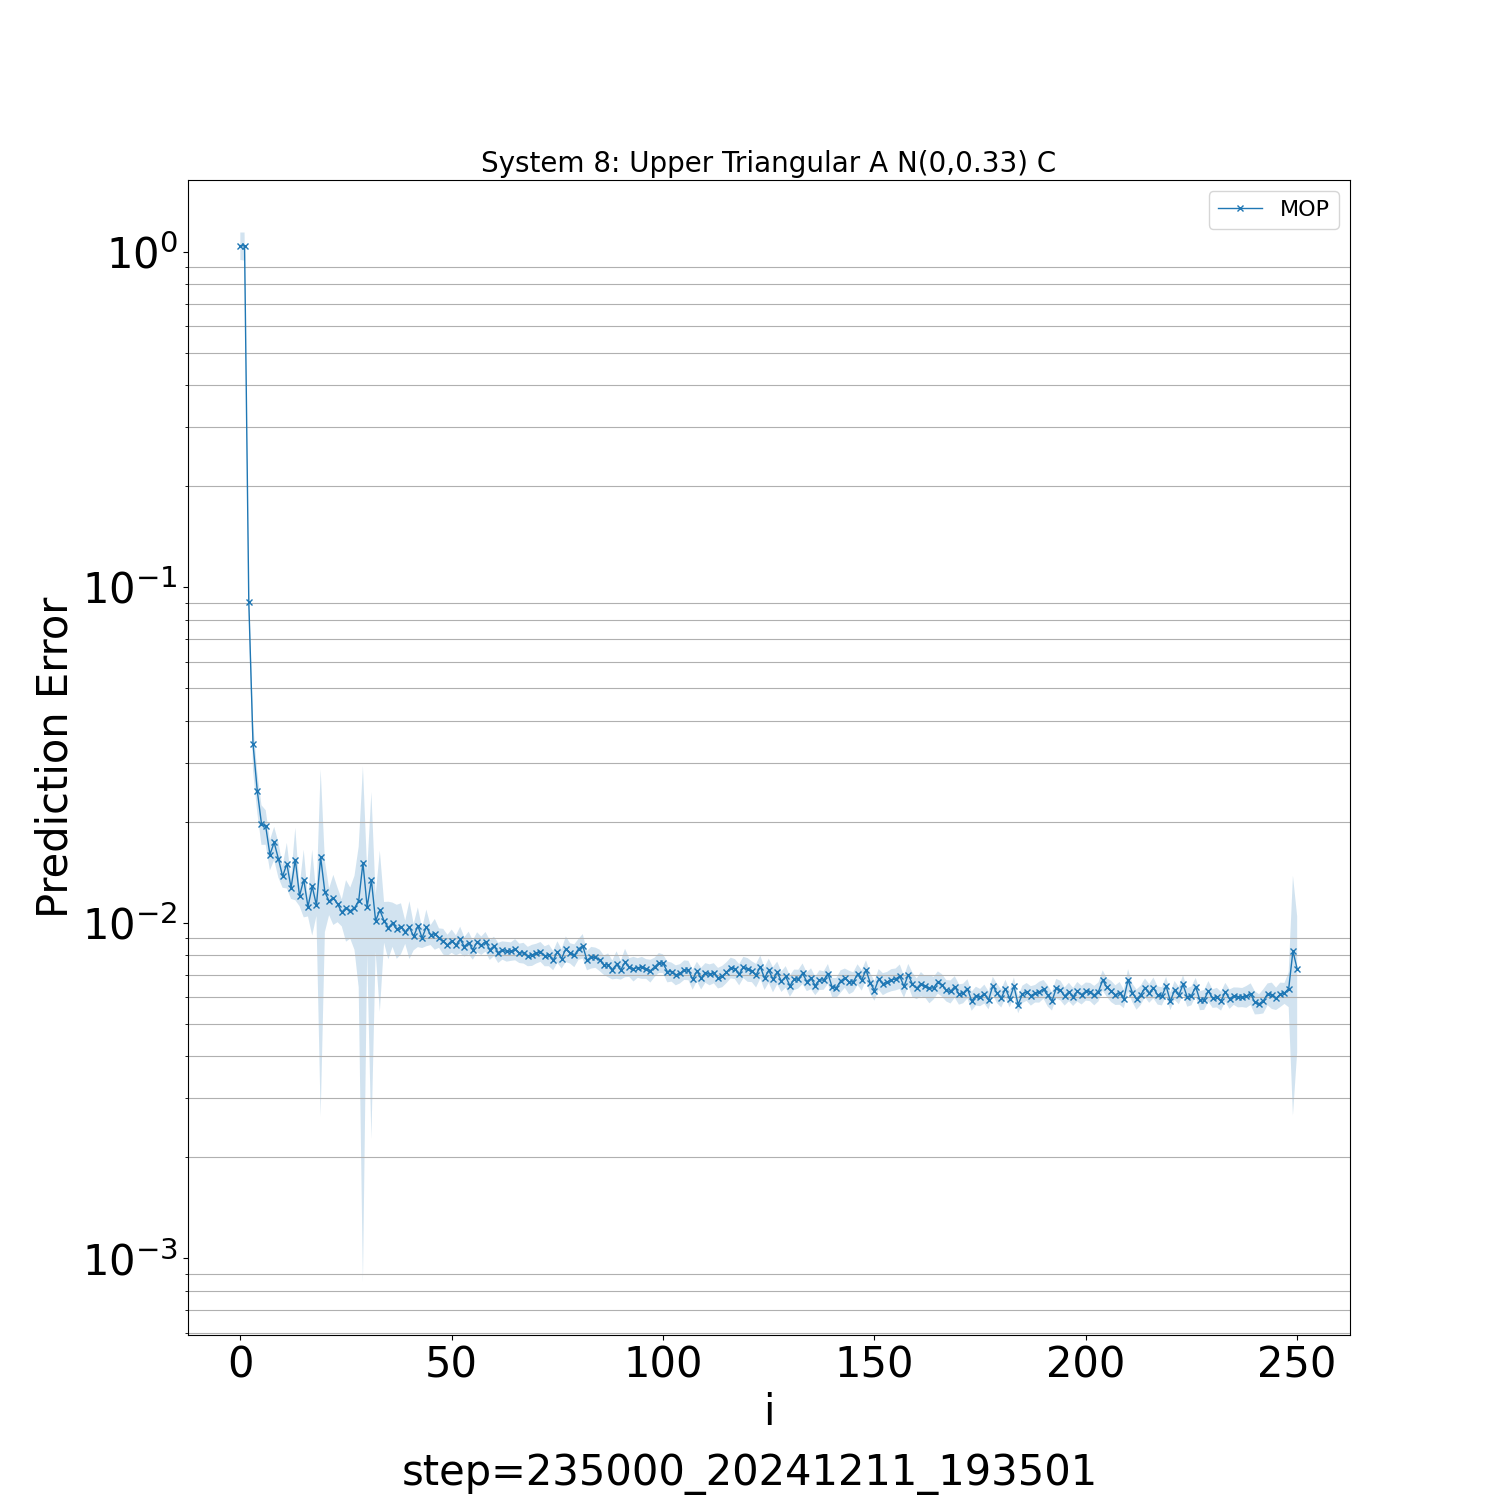 System 8: Upper Triangular A N(0,0.33) C
MOP
10⁰
10⁻¹
10⁻²
10⁻³
Prediction Error
0 50 100 150 200 250
i
step=235000_20241211_193501